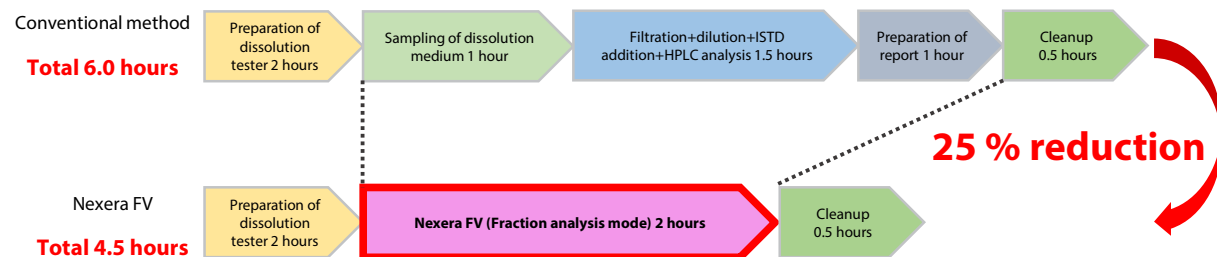 Conventional method
Total 6.0 hours
Preparation of
dissolution
tester 2 hours
Sampling of dissolution
medium 1 hour
Filtration+dilution+ISTD
addition+HPLC analysis 1.5 hours
Preparation of
report 1 hour
Cleanup
0.5 hours
25 % reduction
Nexera FV
Total 4.5 hours
Preparation of
dissolution
tester 2 hours
Nexera FV (Fraction analysis mode) 2 hours
Cleanup
0.5 hours